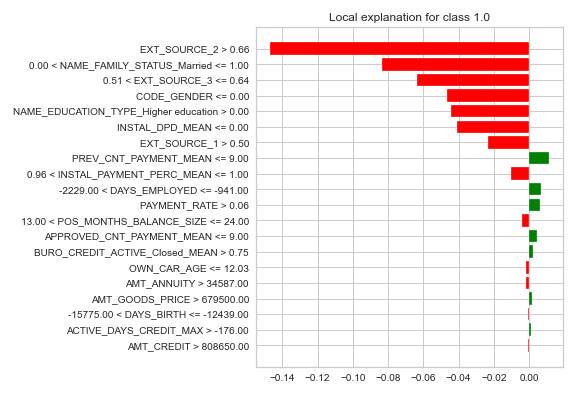 Local explanation for class 1.0
EXT_SOURCE_2 > 0.66
0.00 < NAME_FAMILY_STATUS_Married <= 1.00
0.51 < EXT_SOURCE_3 <= 0.64
CODE_GENDER <= 0.00
NAME_EDUCATION_TYPE_Higher education > 0.00
INSTAL_DPD_MEAN <= 0.00
EXT_SOURCE_1 > 0.50
PREV_CNT_PAYMENT_MEAN <= 9.00
0.96 < INSTAL_PAYMENT_PERC_MEAN <= 1.00
-2229.00 < DAYS_EMPLOYED <= -941.00
PAYMENT_RATE > 0.06
13.00 < POS_MONTHS_BALANCE_SIZE <= 24.00
APPROVED_CNT_PAYMENT_MEAN <= 9.00
BURO_CREDIT_ACTIVE_Closed_MEAN > 0.75
OWN_CAR_AGE <= 12.03
AMT_ANNUITY > 34587.00
AMT_GOODS_PRICE > 679500.00
-15775.00 < DAYS_BIRTH <= -12439.00
ACTIVE_DAYS_CREDIT_MAX > -176.00
AMT_CREDIT > 808650.00
−0.14 −0.12 −0.10 −0.08 −0.06 −0.04 −0.02 0.00